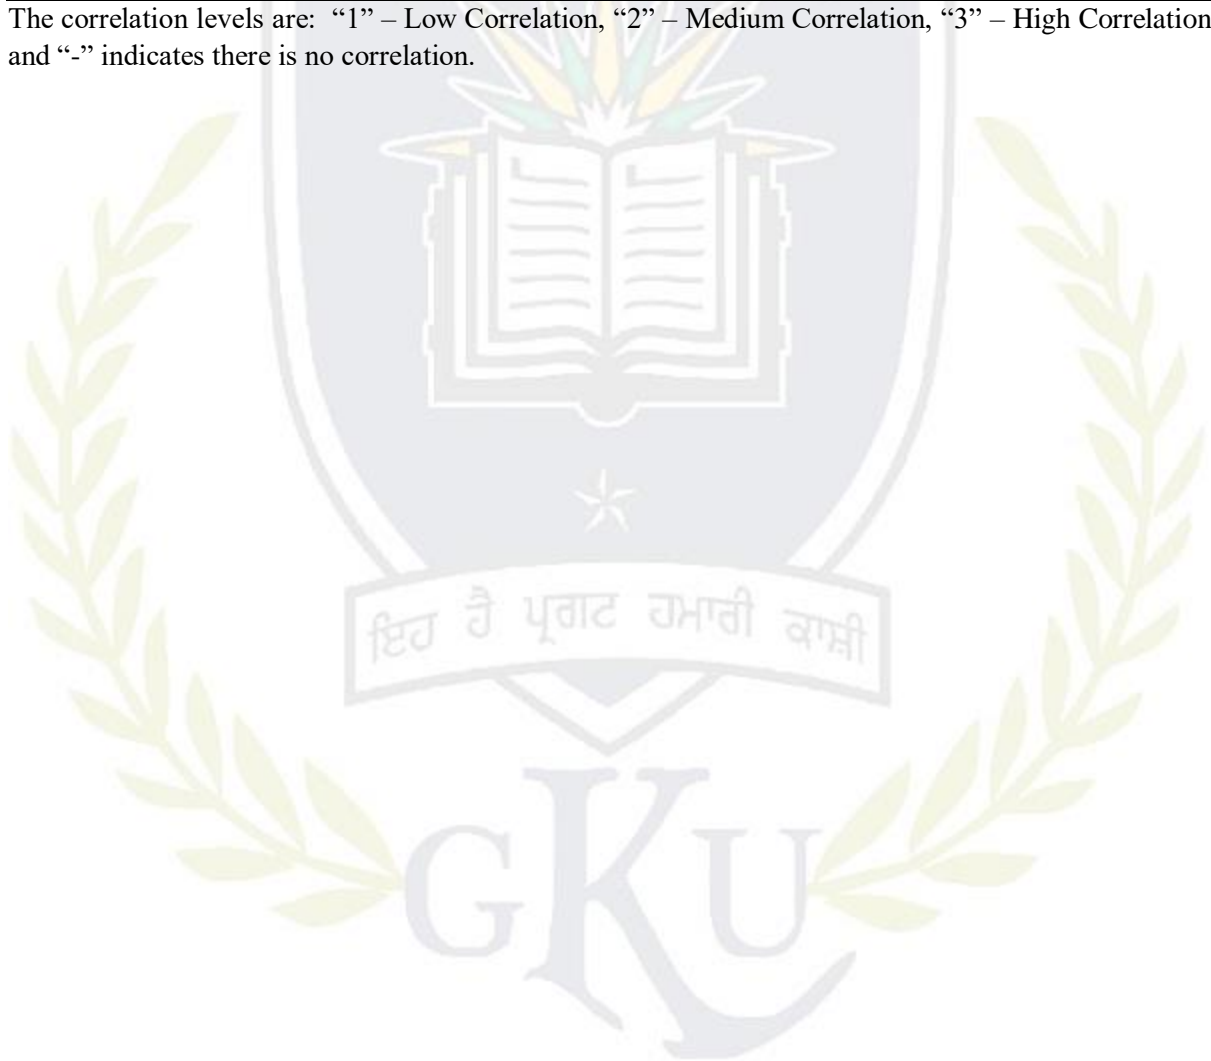 The correlation levels are:  “1” – Low Correlation, “2” – Medium Correlation, “3” – High Correlation
and “-” indicates there is no correlation.
ਇਹ ਹੈ ਪ੍ਰਗਟ ਹਮਾਰੀ ਕਾਸ਼ੀ
GKU